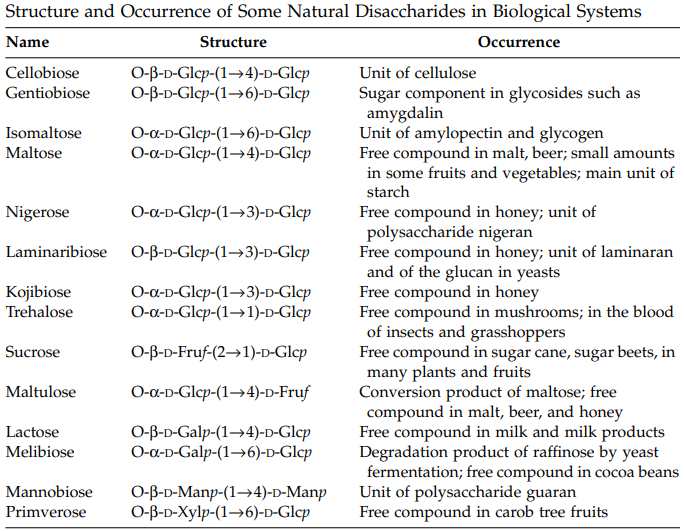 Structure and Occurrence of Some Natural Disaccharides in Biological Systems
Name Structure Occurrence
Cellobiose O-β-D-Glcp-(1→4)-D-Glcp Unit of cellulose
Gentiobiose O-β-D-Glcp-(1→6)-D-Glcp Sugar component in glycosides such as
amygdalin
Isomaltose O-α-D-Glcp-(1→6)-D-Glcp Unit of amylopectin and glycogen
Maltose O-α-D-Glcp-(1→4)-D-Glcp Free compound in malt, beer; small amounts
in some fruits and vegetables; main unit of
starch
Nigerose O-α-D-Glcp-(1→3)-D-Glcp Free compound in honey; unit of
polysaccharide nigeran
Laminaribiose O-β-D-Glcp-(1→3)-D-Glcp Free compound in honey; unit of laminaran
and of the glucan in yeasts
Kojibiose O-α-D-Glcp-(1→3)-D-Glcp Free compound in honey
Trehalose O-α-D-Glcp-(1→1)-D-Glcp Free compound in mushrooms; in the blood
of insects and grasshoppers
Sucrose O-β-D-Fruf-(2→1)-D-Glcp Free compound in sugar cane, sugar beets, in
many plants and fruits
Maltulose O-α-D-Glcp-(1→4)-D-Fruf Conversion product of maltose; free
compound in malt, beer, and honey
Lactose O-β-D-Galp-(1→4)-D-Glcp Free compound in milk and milk products
Melibiose O-α-D-Galp-(1→6)-D-Glcp Degradation product of raffinose by yeast
fermentation; free compound in cocoa beans
Mannobiose O-β-D-Manp-(1→4)-D-Manp Unit of polysaccharide guaran
Primverose O-β-D-Xylp-(1→6)-D-Glcp Free compound in carob tree fruits